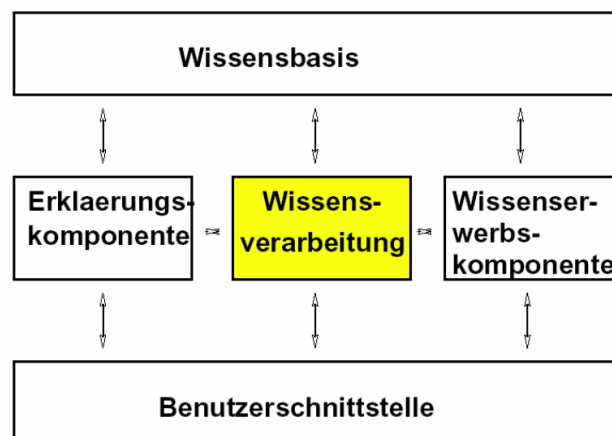 Wissensbasis
Erklaerungs-
komponente
Wissens-
verarbeitung
Wissenser-
werbs-
komponente
Benutzerschnittstelle